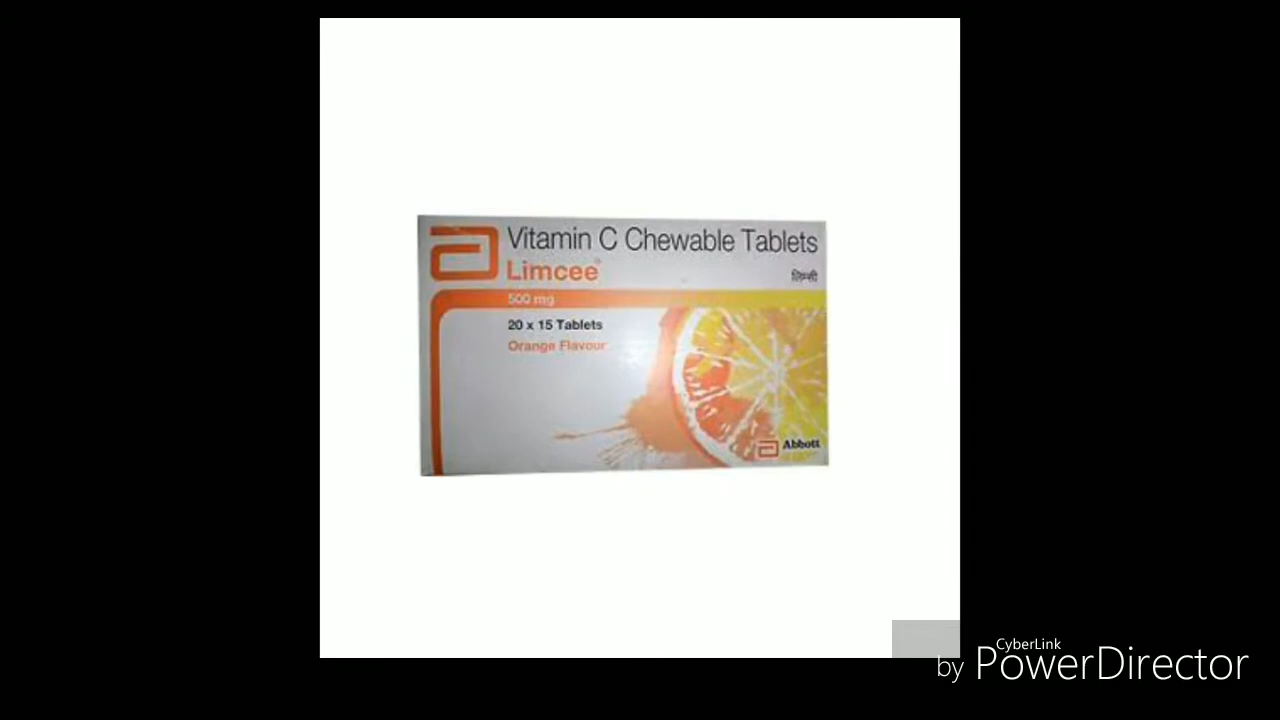 Vitamin C Chewable Tablets
Limcee®
लिम्सी
500 mg
20 x 15 Tablets
Orange Flavour
Abbott
CyberLink
by PowerDirector